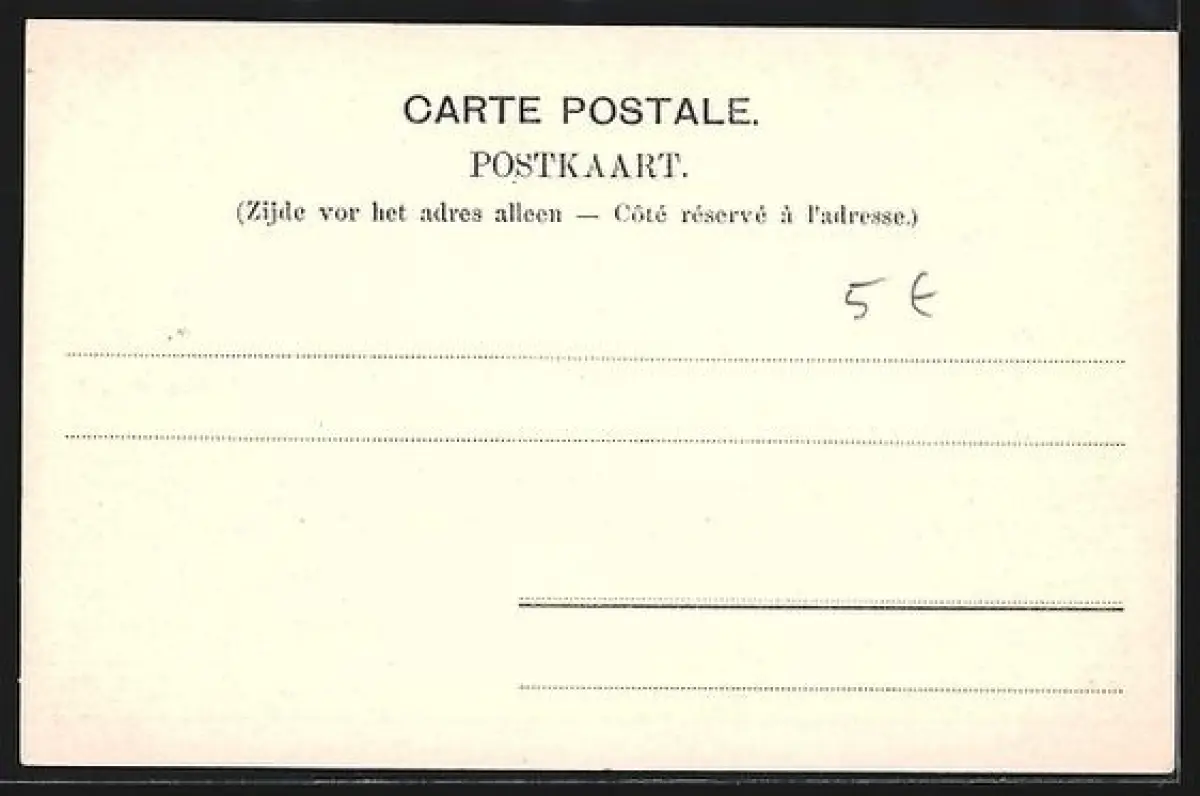 CARTE POSTALE.
POSTKAART.
(Zijde vor het adres alleen — Côté réservé à l'adresse.)
5 €